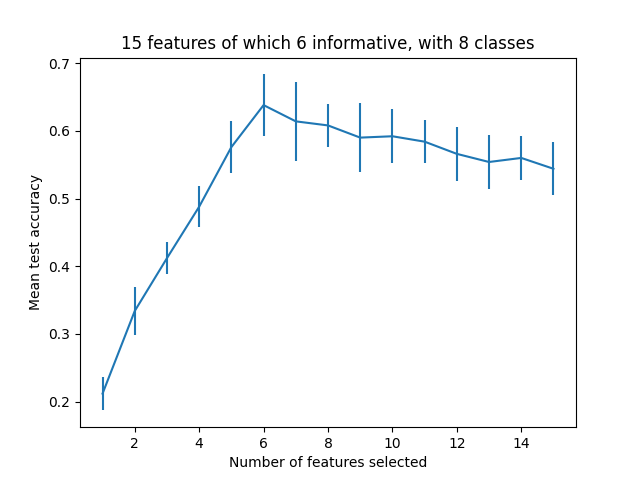 15 features of which 6 informative, with 8 classes
0.7
0.6
0.5
0.4
0.3
0.2
Mean test accuracy
2 4 6 8 10 12 14
Number of features selected